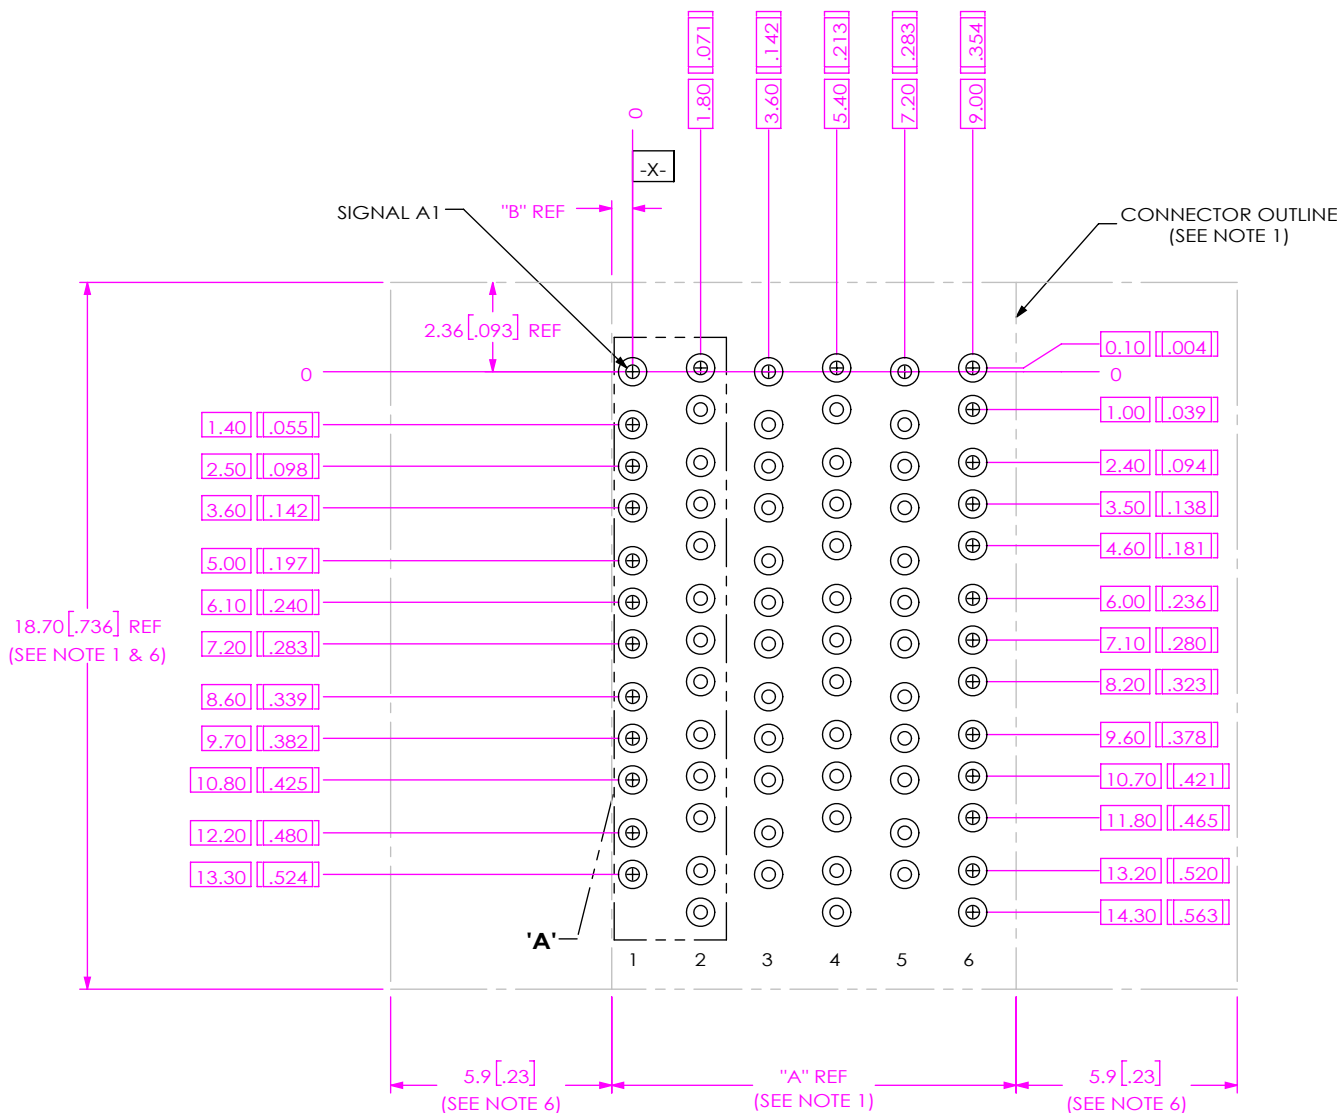 1.80 [.071]
3.60 [.142]
5.40 [.213]
7.20 [.283]
9.00 [.354]
0
-X-
SIGNAL A1
"B" REF
CONNECTOR OUTLINE
(SEE NOTE 1)
2.36[.093] REF
0.10 [.004]
0
0
1.00 [.039]
1.40 [.055]
2.40 [.094]
2.50 [.098]
3.50 [.138]
3.60 [.142]
4.60 [.181]
5.00 [.197]
6.00 [.236]
6.10 [.240]
18.70[.736] REF
(SEE NOTE 1 & 6)
7.10 [.280]
7.20 [.283]
8.20 [.323]
8.60 [.339]
9.60 [.378]
9.70 [.382]
10.70 [.421]
10.80 [.425]
11.80 [.465]
12.20 [.480]
13.20 [.520]
13.30 [.524]
14.30 [.563]
'A'
1 2 3 4 5 6
5.9[.23]
(SEE NOTE 6)
"A" REF
(SEE NOTE 1)
5.9[.23]
(SEE NOTE 6)